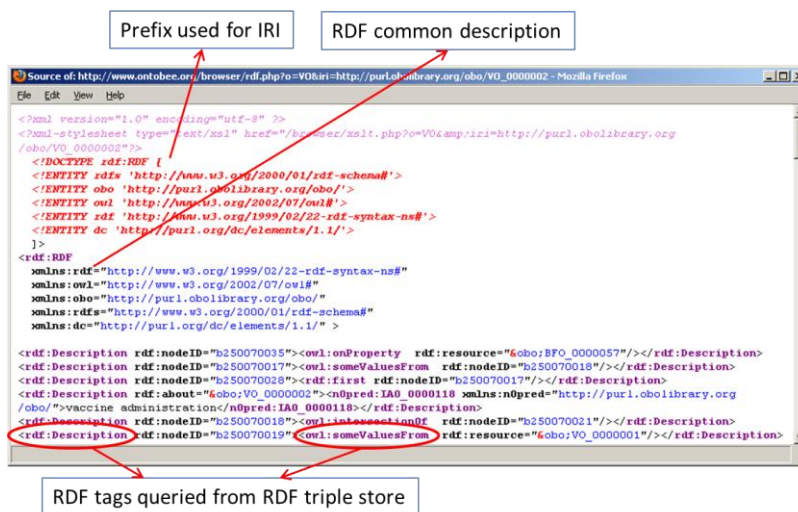 Prefix used for IRI
RDF common description
Source of: http://www.ontobee.org/browser/rdf.php?o=VO&iri=http://purl.obolibrary.org/obo/VO_0000002 - Mozilla Firefox
File Edit View Help
<?xml version="1.0" encoding="utf-8" ?>
<?xml-stylesheet type="text/xsl" href="/browser/xslt.php?o=VO&amp;iri=http://purl.obolibrary.org
/obo/VO_0000002"?>
<!DOCTYPE rdf:RDF [
<!ENTITY rdfs 'http://www.w3.org/2000/01/rdf-schema#'>
<!ENTITY obo 'http://purl.obolibrary.org/obo/'>
<!ENTITY owl 'http://www.w3.org/2002/07/owl#'>
<!ENTITY rdf 'http://www.w3.org/1999/02/22-rdf-syntax-ns#'>
<!ENTITY dc 'http://purl.org/dc/elements/1.1/'>
]>
<rdf:RDF
xmlns:rdf="http://www.w3.org/1999/02/22-rdf-syntax-ns#"
xmlns:owl="http://www.w3.org/2002/07/owl#"
xmlns:obo="http://purl.obolibrary.org/obo/"
xmlns:rdfs="http://www.w3.org/2000/01/rdf-schema#"
xmlns:dc="http://purl.org/dc/elements/1.1/" >
<rdf:Description rdf:nodeID="b250070035"><owl:onProperty rdf:resource="&obo;BFO_0000057"/></rdf:Description>
<rdf:Description rdf:nodeID="b250070017"><owl:someValuesFrom rdf:nodeID="b250070018"/></rdf:Description>
<rdf:Description rdf:nodeID="b250070028"><rdf:first rdf:nodeID="b250070017"/></rdf:Description>
<rdf:Description rdf:about="&obo;VO_0000002"><n0pred:IAO_0000118 xmlns:n0pred="http://purl.obolibrary.org
/obo/">vaccine administration</n0pred:IAO_0000118></rdf:Description>
<rdf:Description rdf:nodeID="b250070018"><owl:intersectionOf rdf:nodeID="b250070021"/></rdf:Description>
<rdf:Description rdf:nodeID="b250070019"><owl:someValuesFrom rdf:resource="&obo;VO_0000001"/></rdf:Description>
RDF tags queried from RDF triple store